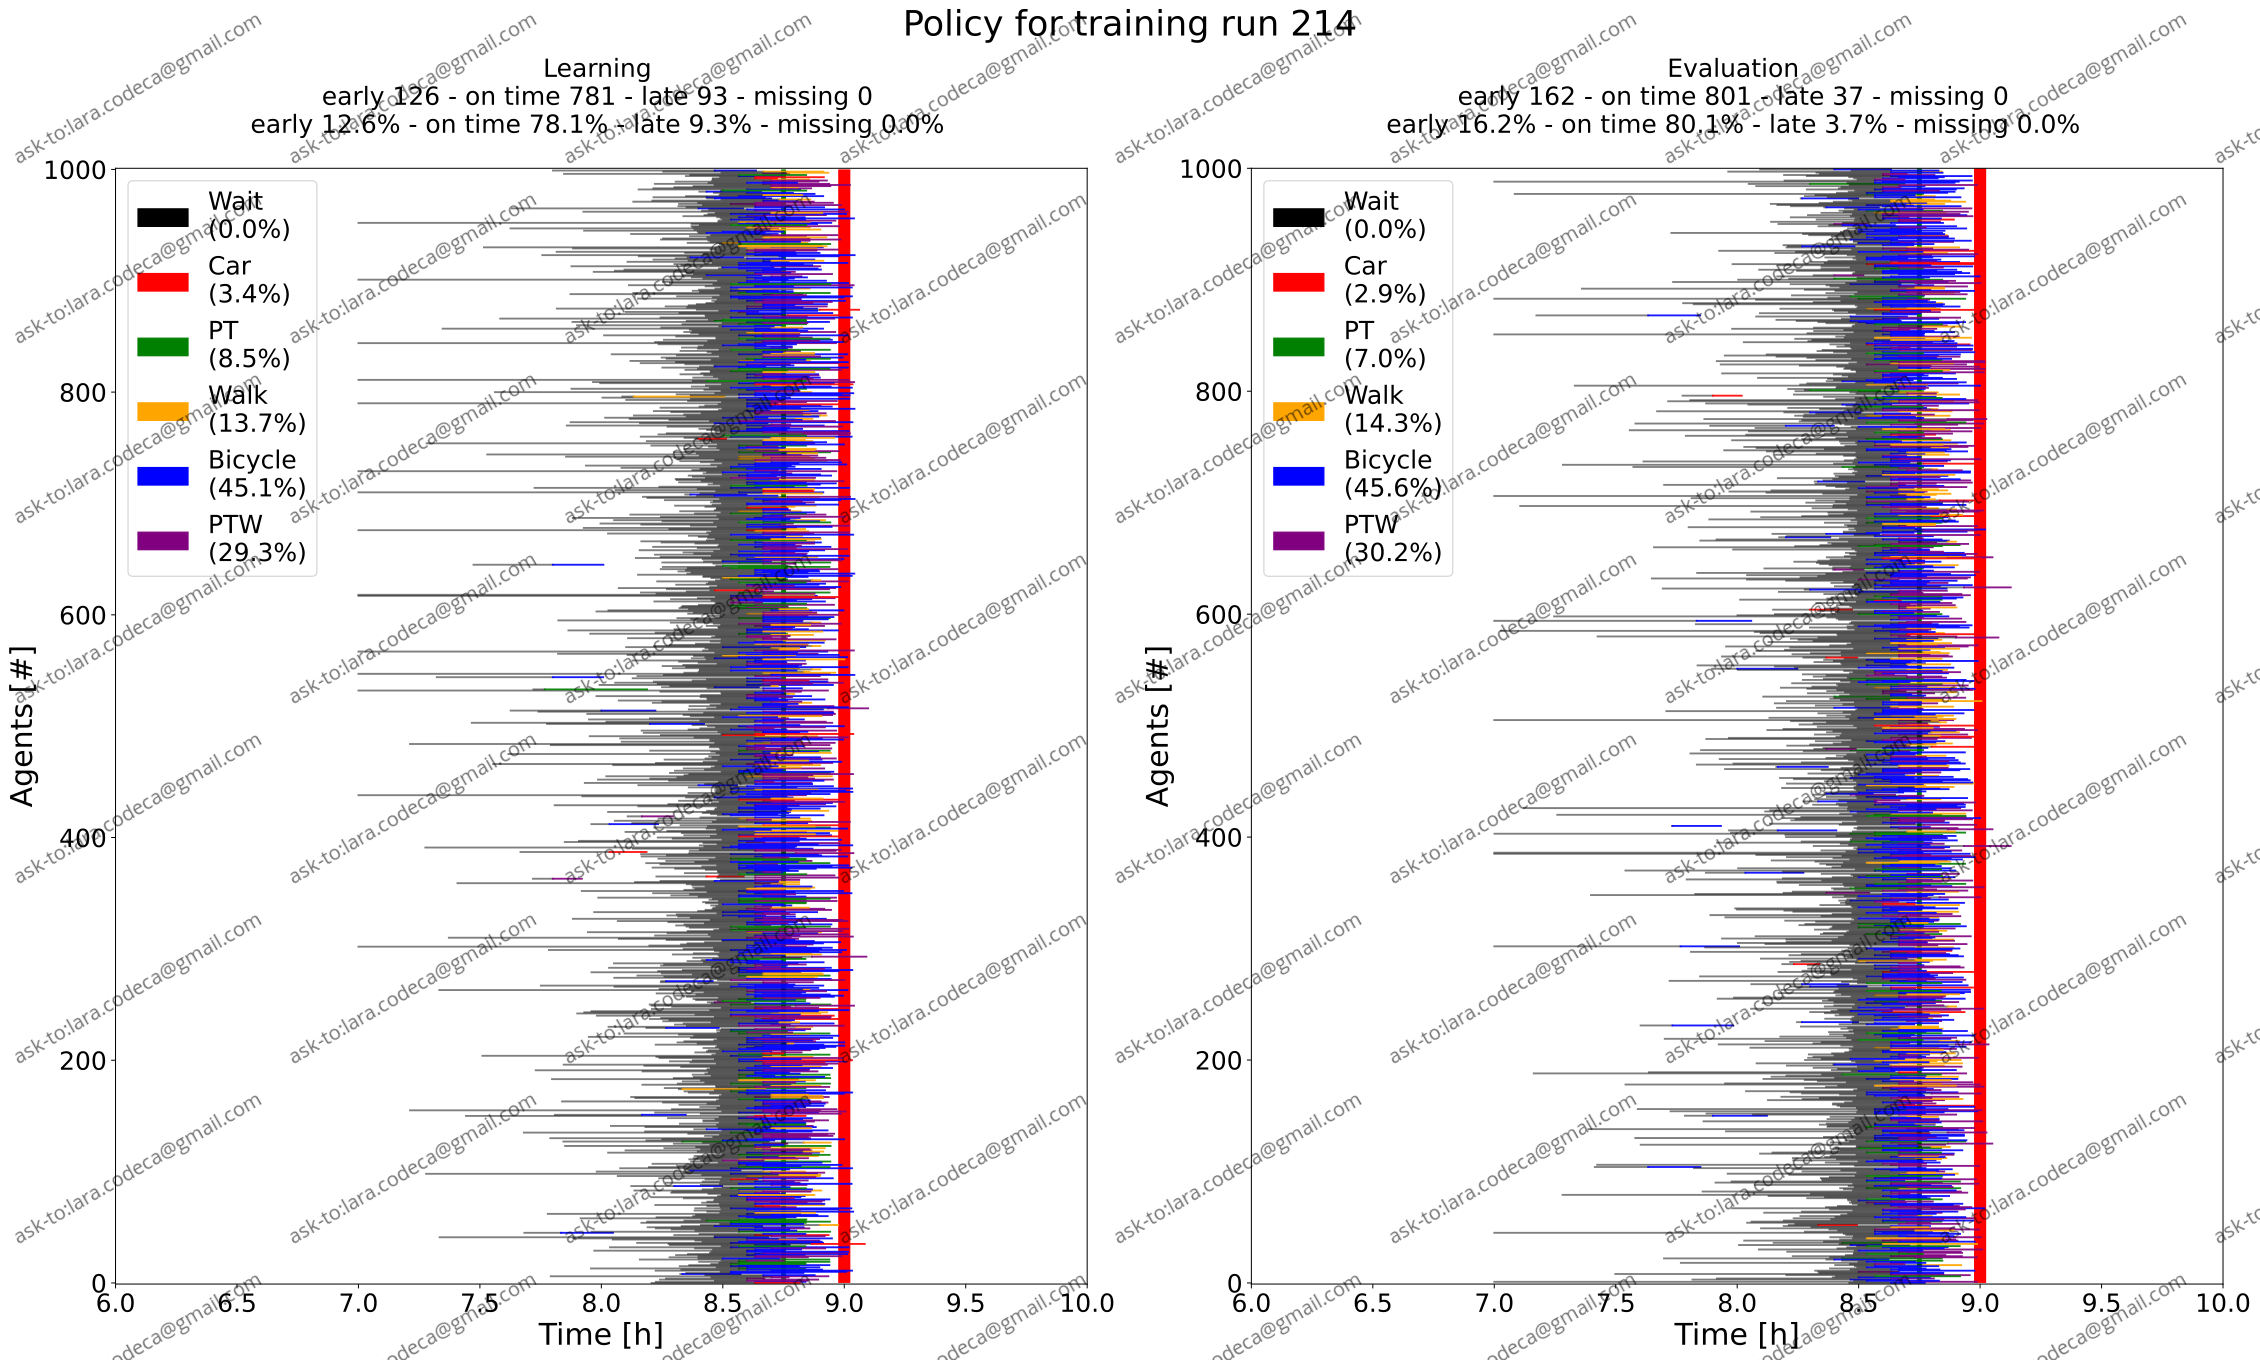 Policy for training run 214
Learning
early 126 - on time 781 - late 93 - missing 0
early 12.6% - on time 78.1% - late 9.3% - missing 0.0%
Agents [#]
1000
800
600
400
200
0
Wait
(0.0%)
Car
(3.4%)
PT
(8.5%)
Walk
(13.7%)
Bicycle
(45.1%)
PTW
(29.3%)
6.0 6.5 7.0 7.5 8.0 8.5 9.0 9.5 10.0
Time [h]
Evaluation
early 162 - on time 801 - late 37 - missing 0
early 16.2% - on time 80.1% - late 3.7% - missing 0.0%
Agents [#]
1000
800
600
400
200
0
Wait
(0.0%)
Car
(2.9%)
PT
(7.0%)
Walk
(14.3%)
Bicycle
(45.6%)
PTW
(30.2%)
6.0 6.5 7.0 7.5 8.0 8.5 9.0 9.5 10.0
Time [h]
ask-to:lara.codeca@gmail.com